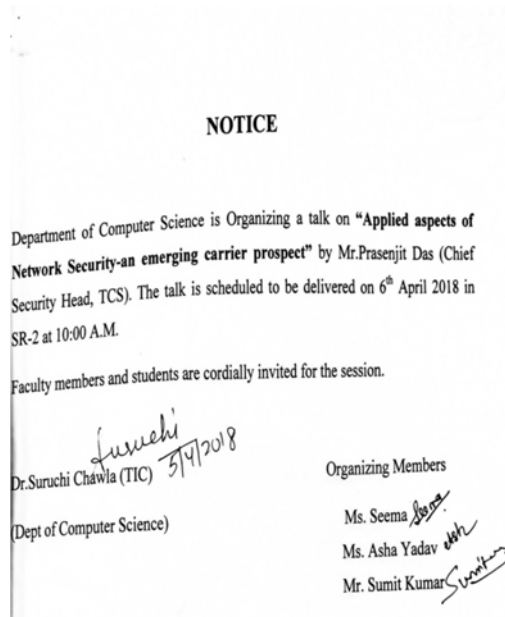 NOTICE
Department of Computer Science is Organizing a talk on “Applied aspects of
Network Security-an emerging carrier prospect” by Mr.Prasenjit Das (Chief
Security Head, TCS). The talk is scheduled to be delivered on 6th April 2018 in
SR-2 at 10:00 A.M.
Faculty members and students are cordially invited for the session.
Suruchi
5/4/2018
Dr.Suruchi Chawla (TIC)
(Dept of Computer Science)
Organizing Members
Ms. Seema Seema
Ms. Asha Yadav
Mr. Sumit Kumar